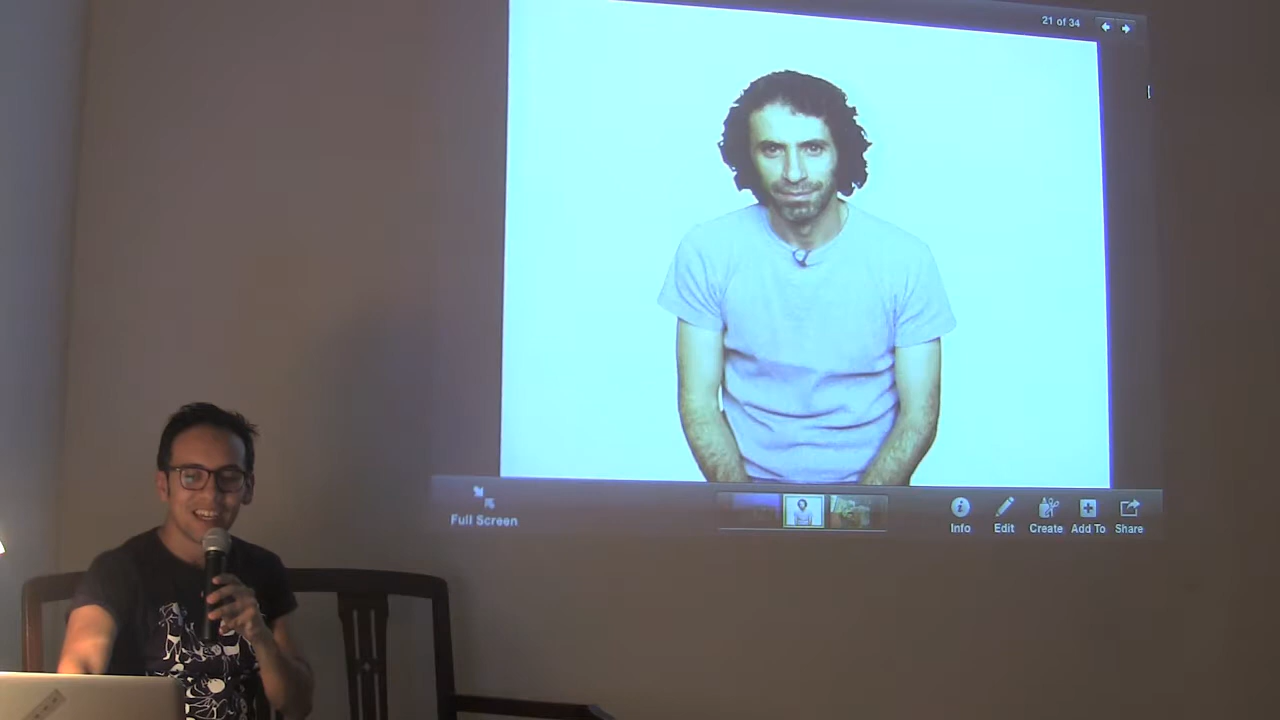 21 of 34
Full Screen
Info
Edit
Create
Add To
Share